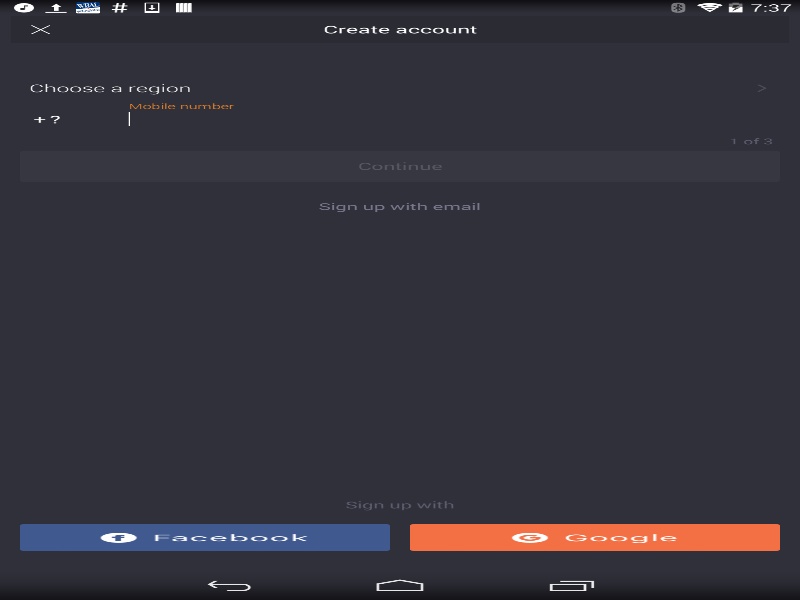 7:37
Create account
Choose a region >
Mobile number
+?
1 of 3
Continue
Sign up with email
Sign up with
Facebook
Google